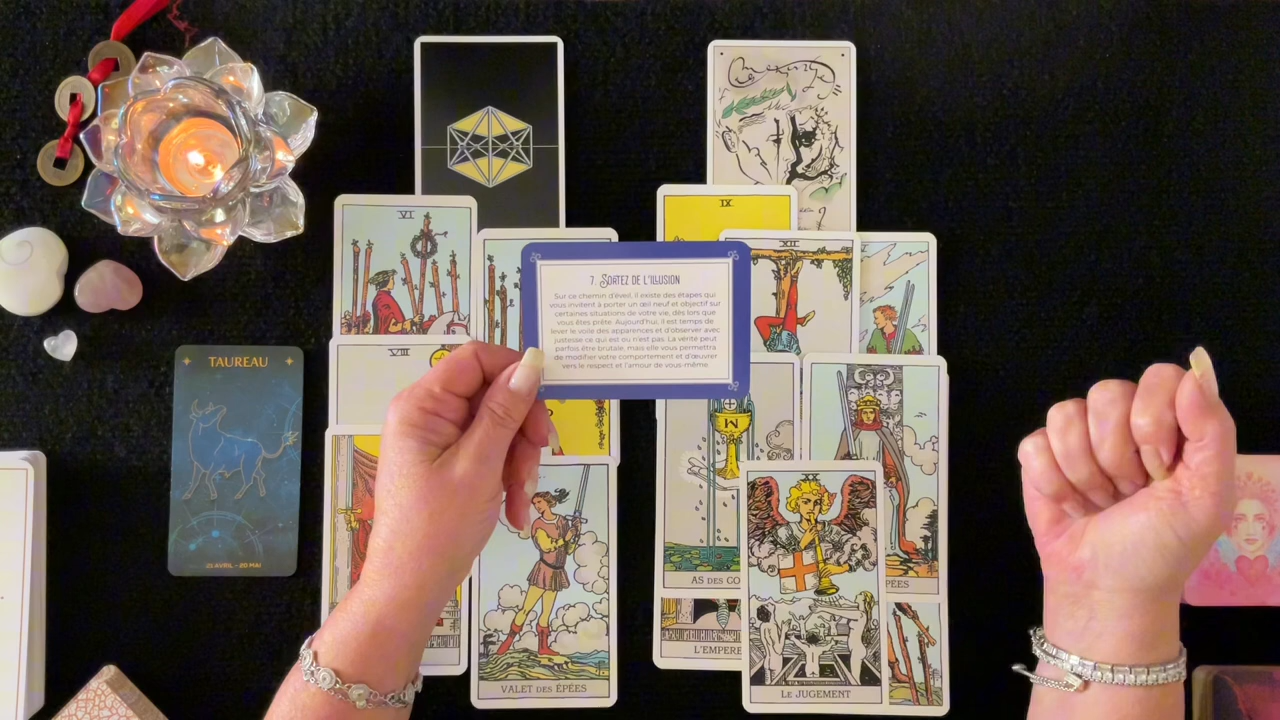 VI
IX
XII
7. SORTEZ DE L'ILLUSION
Sur ce chemin d'éveil, il existe des étapes qui
vous invitent à porter un œil neuf et objectif sur
certaines situations de votre vie, dès lors que
vous êtes prête. Aujourd'hui, il est temps de
lever le voile des apparences et d'observer avec
justesse ce qui est ou n'est pas. La vérité peut
parfois être brutale, mais elle vous permettra
de modifier votre comportement et d'œuvrer
vers le respect et l'amour de vous-même.
VIII
TAUREAU
21 AVRIL - 20 MAI
AS DES CO
PÉES
L'EMPERE
XX
VALET DES ÉPÉES
LE JUGEMENT